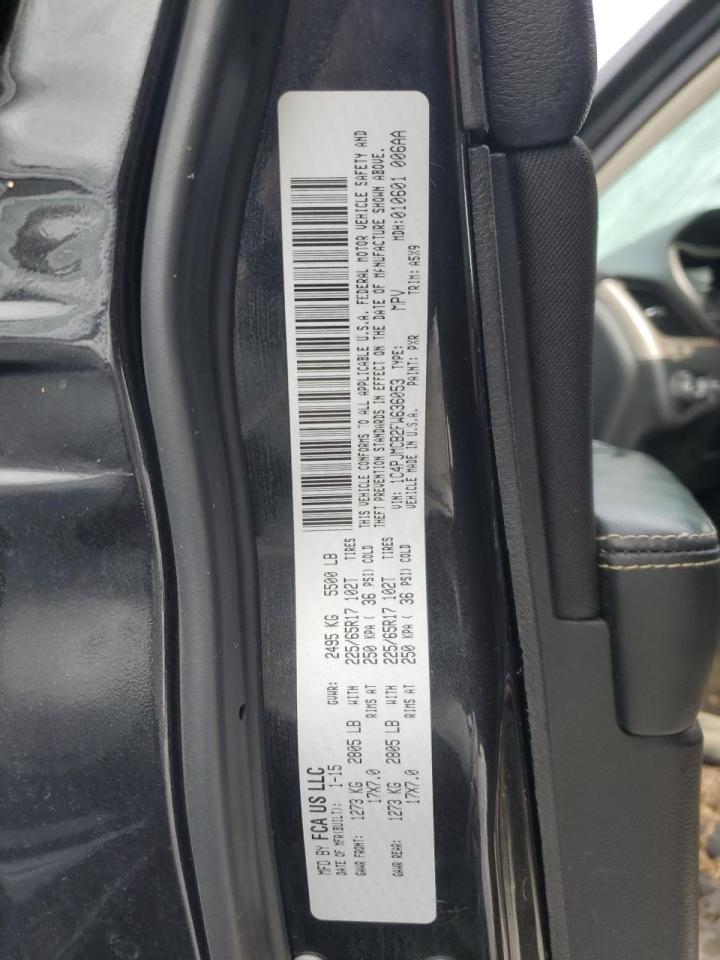 MFD BY FCA US LLC
DATE OF MFR(BUILT): 1-15 GVWR: 2495 KG 5500 LB
GAWR FRONT: 1273 KG 2805 LB WITH 225/65R17 102T TIRES
17X7.0 RIMS AT 250 KPA ( 36 PSI) COLD
GAWR REAR: 1273 KG 2805 LB WITH 225/65R17 102T TIRES
17X7.0 RIMS AT 250 KPA ( 36 PSI) COLD
THIS VEHICLE CONFORMS TO ALL APPLICABLE U.S.A. FEDERAL MOTOR VEHICLE SAFETY AND
THEFT PREVENTION STANDARDS IN EFFECT ON THE DATE OF MANUFACTURE SHOWN ABOVE.
VIN: 1C4PJMCB2FW636053 TYPE: MPV MDH:010601 006AA
VEHICLE MADE IN U.S.A. PAINT: PXR TRIM: A5X9